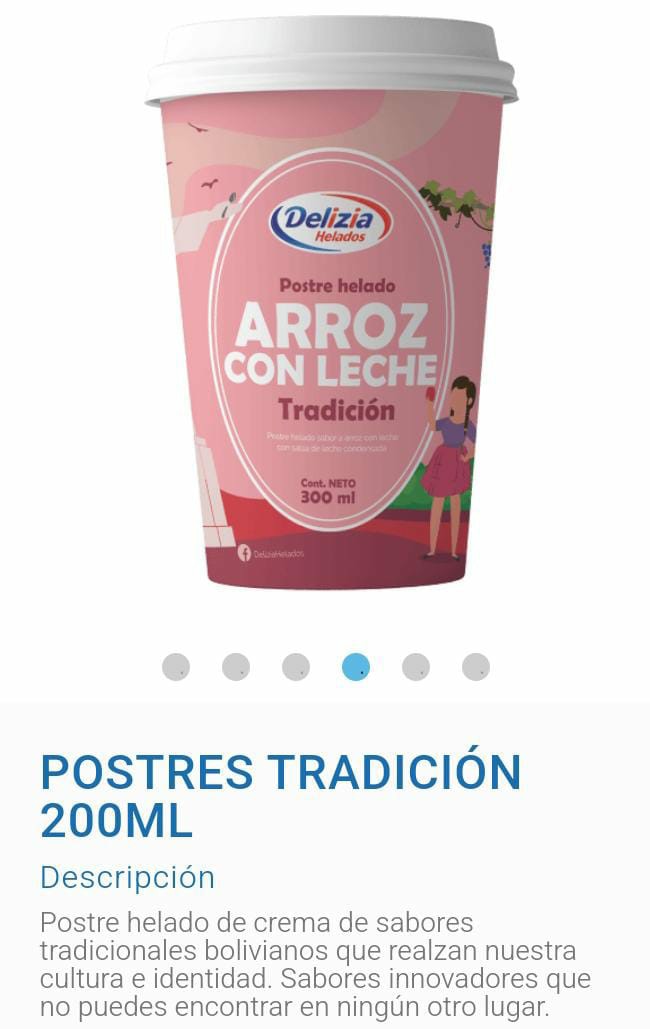 Delizia
Helados
Postre helado
ARROZ
CON LECHE
Tradición
Postre helado sabor a arroz con leche
con salsa de leche condensada
Cont. NETO
300 ml
f DeliziaHelados
POSTRES TRADICIÓN
200ML
Descripción
Postre helado de crema de sabores
tradicionales bolivianos que realzan nuestra
cultura e identidad. Sabores innovadores que
no puedes encontrar en ningún otro lugar.